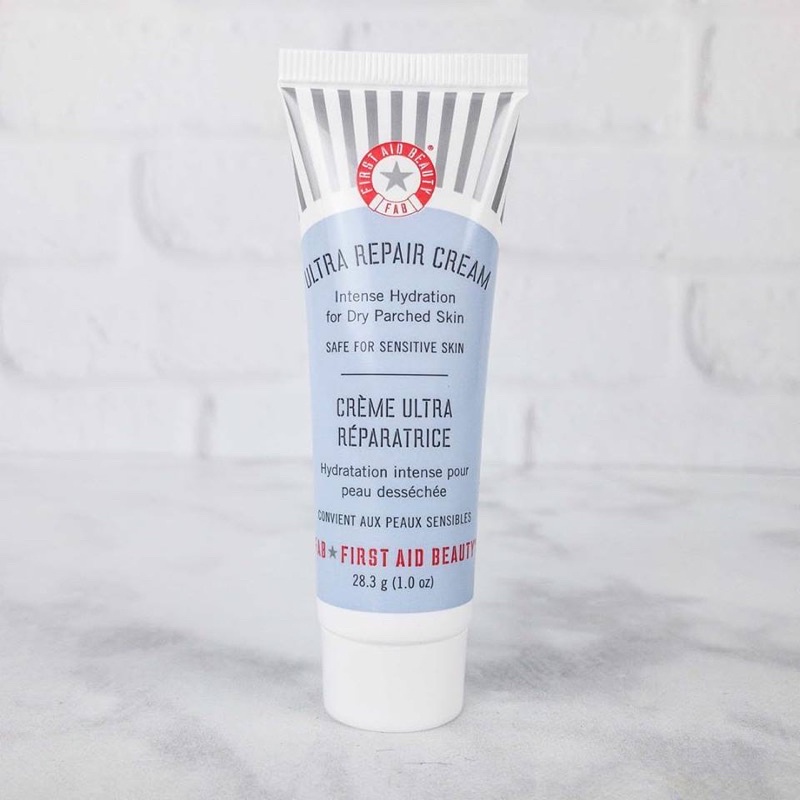 FIRST AID BEAUTY®
FAB
ULTRA REPAIR CREAM
Intense Hydration
for Dry Parched Skin
SAFE FOR SENSITIVE SKIN
CRÈME ULTRA
RÉPARATRICE
Hydratation intense pour
peau desséchée
CONVIENT AUX PEAUX SENSIBLES
FAB★FIRST AID BEAUTY®
28.3 g (1.0 oz)